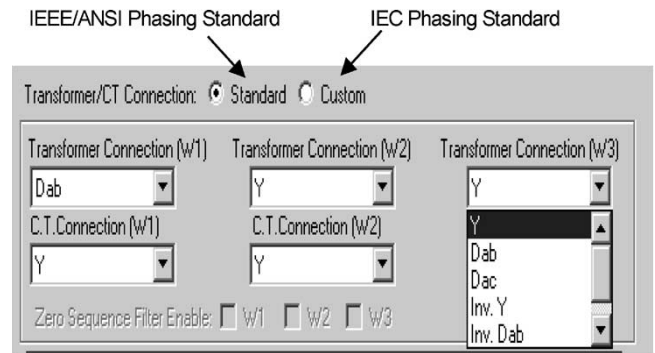 IEEE/ANSI Phasing Standard IEC Phasing Standard
Transformer/CT Connection: Standard Custom
Transformer Connection (W1) Transformer Connection (W2) Transformer Connection (W3)
Dab Y Y
C.T.Connection (W1) C.T.Connection (W2)
Y Y
Y
Dab
Dac
Inv. Y
Inv. Dab
Zero Sequence Filter Enable: W1 W2 W3